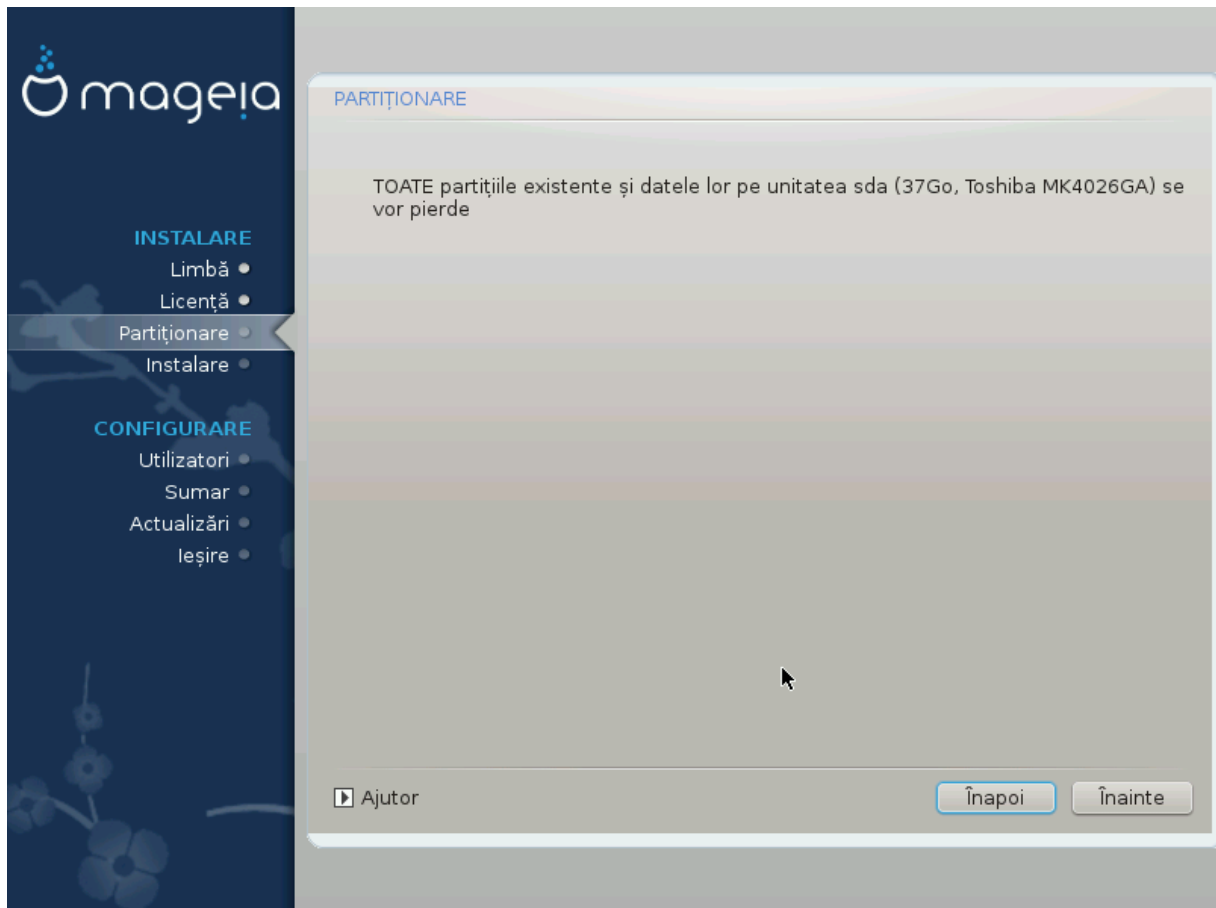 mageia
INSTALARE
Limbă
Licență
Partiționare
Instalare
CONFIGURARE
Utilizatori
Sumar
Actualizări
Ieșire
PARTIȚIONARE
TOATE partițiile existente și datele lor pe unitatea sda (37Go, Toshiba MK4026GA) se
vor pierde
Ajutor
Înapoi
Înainte